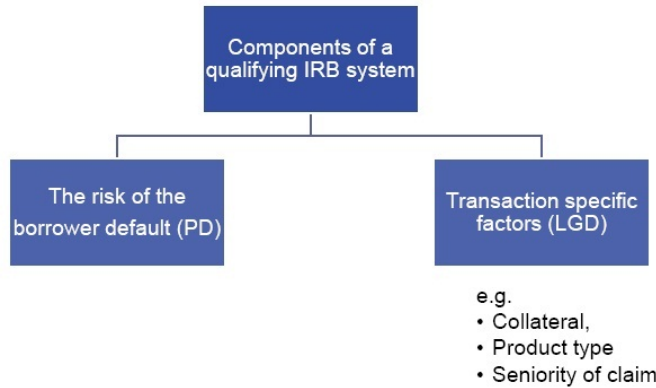 Components of a
qualifying IRB system
The risk of the
borrower default (PD)
Transaction specific
factors (LGD)
e.g.
• Collateral,
• Product type
• Seniority of claim